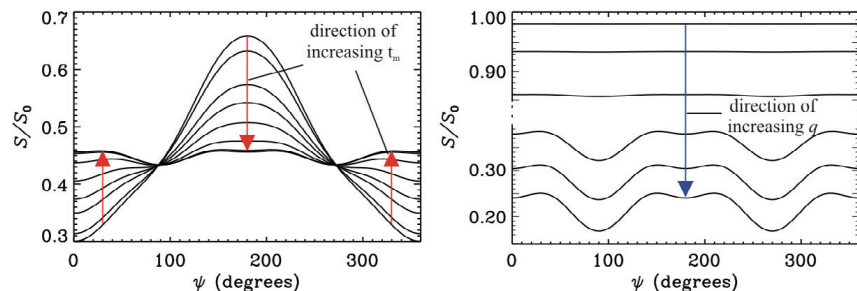 0.7
0.6
0.5
0.4
0.3
S/S₀
direction of
increasing tₘ
0
100
200
300
ψ (degrees)
1.00
0.90
0.30
0.20
S/S₀
direction of
increasing q
0
100
200
300
ψ (degrees)